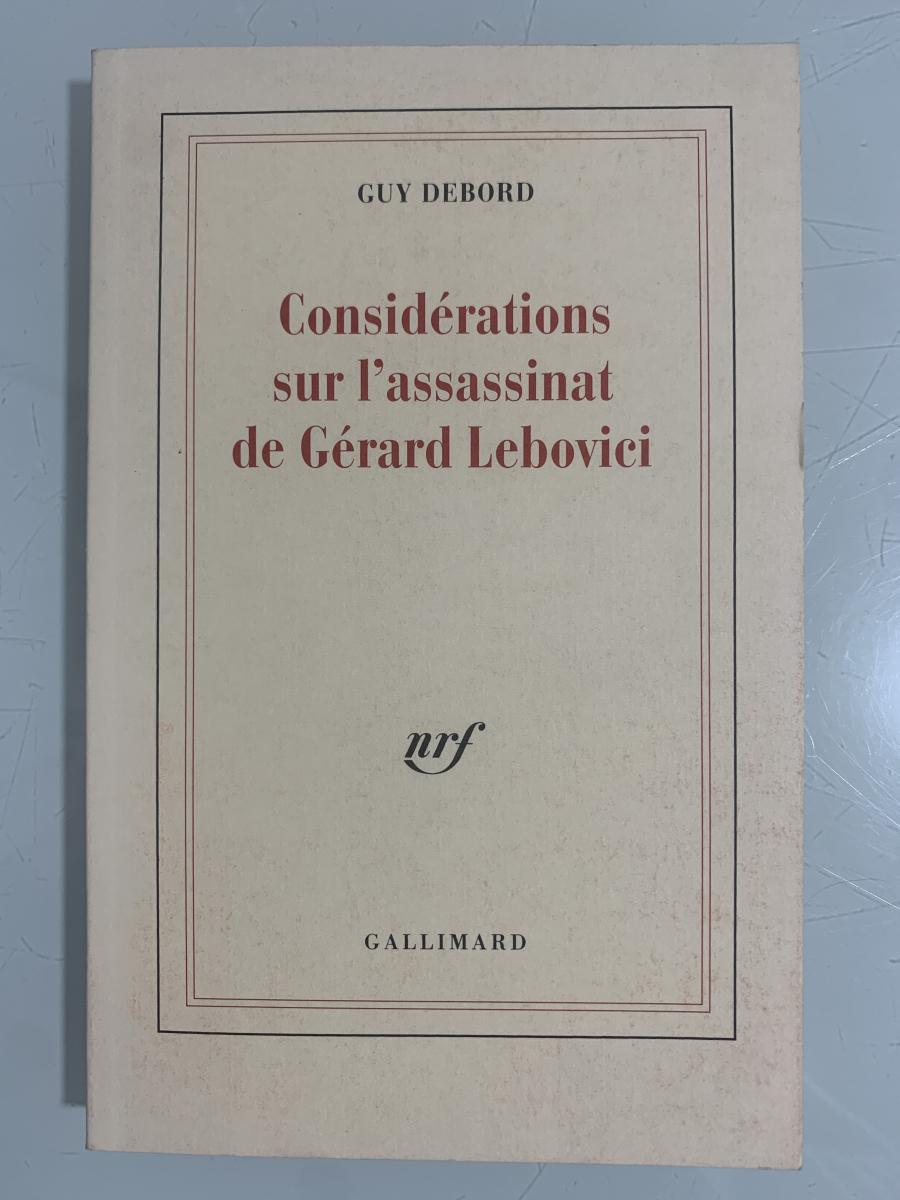 GUY DEBORD
Considérations
sur l'assassinat
de Gérard Lebovici
nrf
GALLIMARD